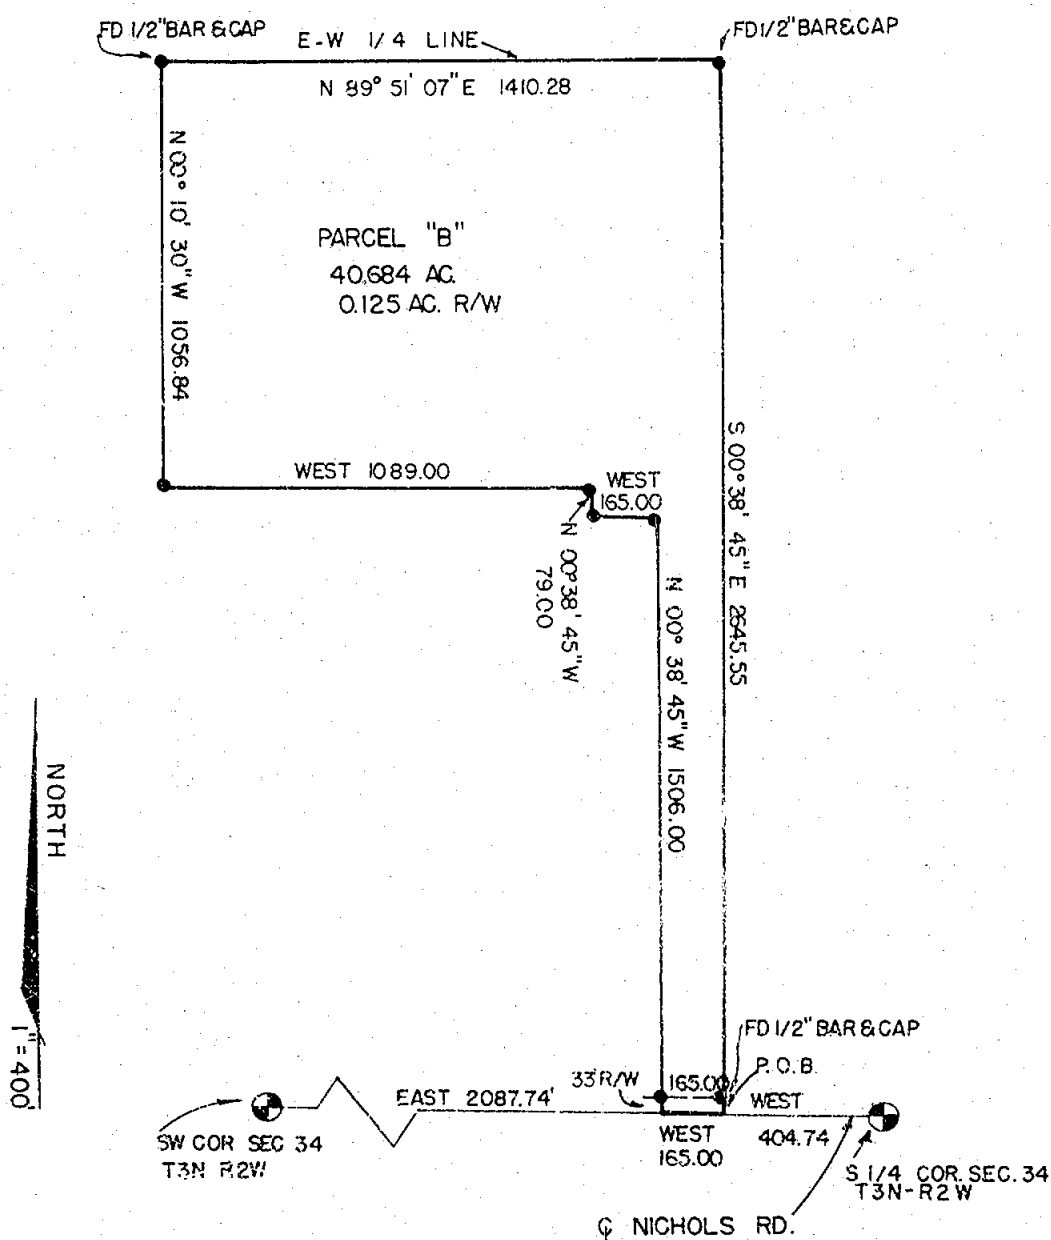 FD 1/2" BAR & CAP
E-W 1/4 LINE
FD 1/2" BAR & CAP
N 89° 51' 07" E 1410.28
N 00° 10' 30" W 1056.84
PARCEL "B"
40.684 AC.
0.125 AC. R/W
S 00° 38' 45" E 2645.55
WEST 1089.00
WEST
165.00
N 00° 38' 45" W
79.00
N 00° 38' 45" W 1506.00
NORTH
1" = 400'
FD 1/2" BAR & CAP
P.O.B.
33' R/W
165.00
EAST 2087.74'
WEST
404.74
WEST
165.00
SW COR SEC 34
T3N R2W
S 1/4 COR. SEC. 34
T3N-R2W
℄ NICHOLS RD.